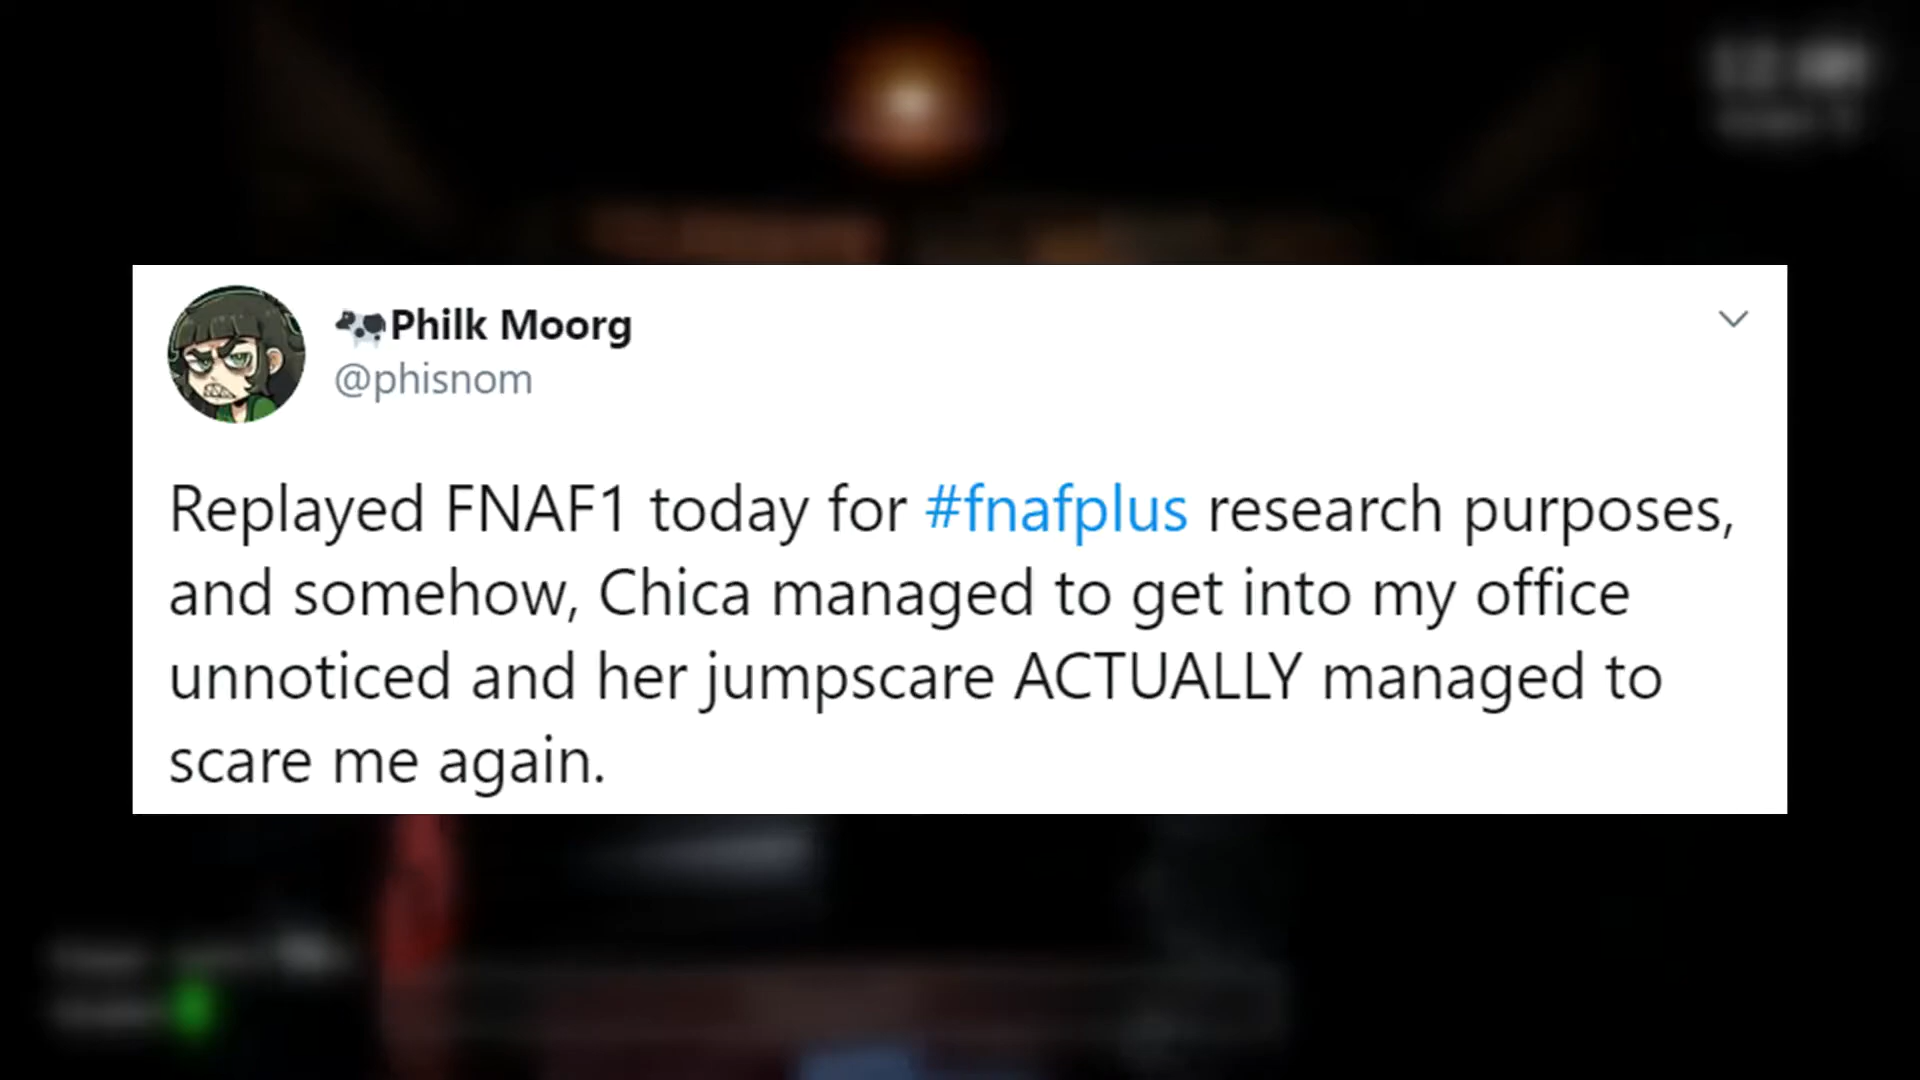 🐄Philk Moorg
@phisnom
Replayed FNAF1 today for #fnafplus research purposes,
and somehow, Chica managed to get into my office
unnoticed and her jumpscare ACTUALLY managed to
scare me again.